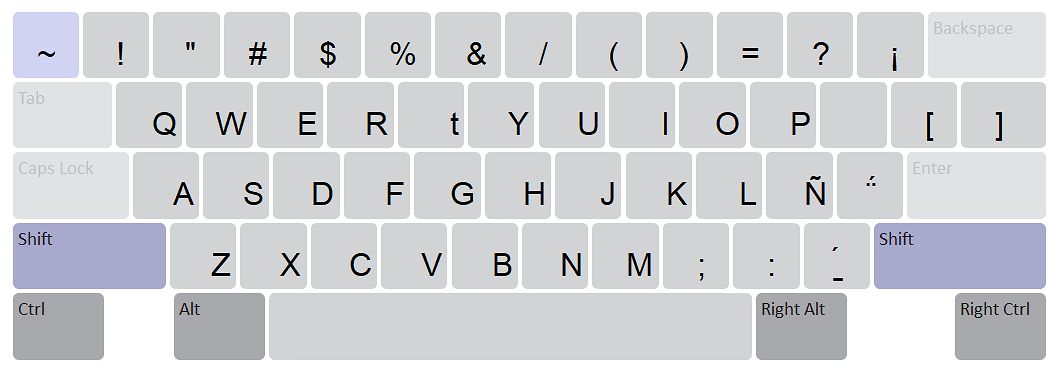 ~ ! " # $ % & / ( ) = ? ¡ Backspace
Tab Q W E R t Y U I O P [ ]
Caps Lock A S D F G H J K L Ñ ΅ Enter
Shift Z X C V B N M ; : ΄- Shift
Ctrl Alt Right Alt Right Ctrl